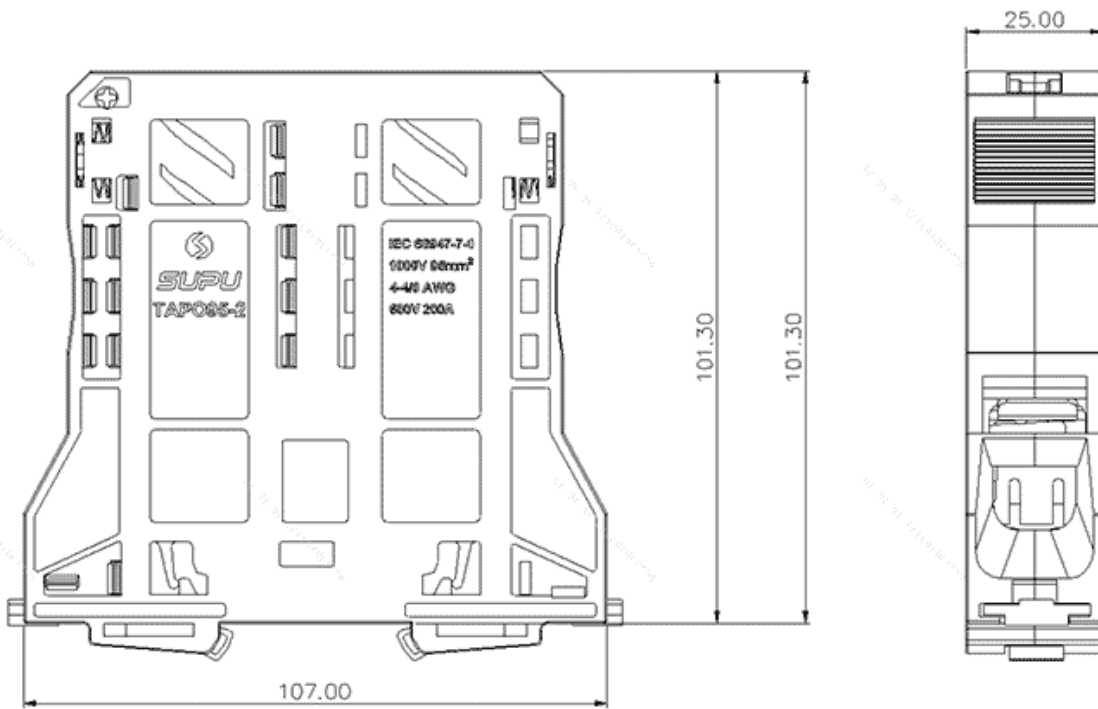 25.00
SUPU
TAPO95-2
IEC 60947-7-1
1000V 95mm²
4-4/0 AWG
600V 200A
101.30
101.30
107.00